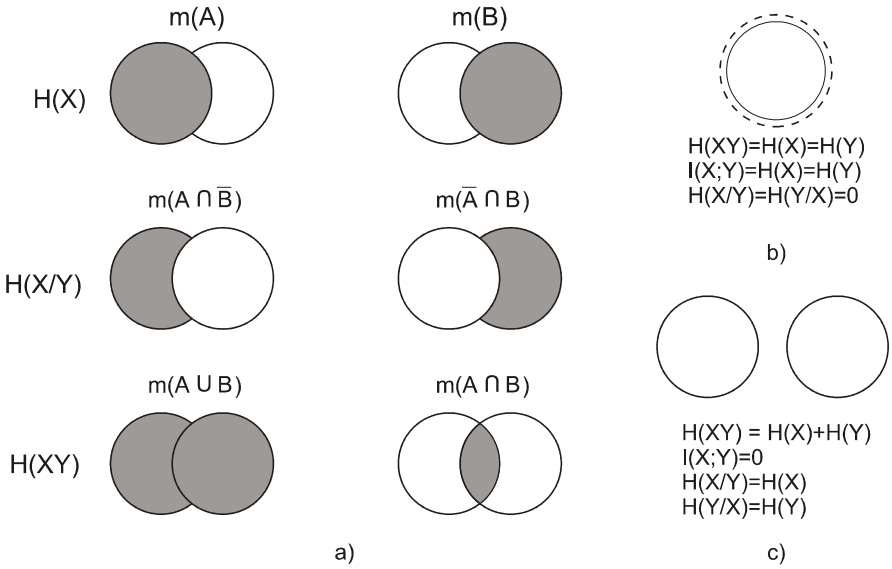 m(A) m(B)
H(X)
m(A ∩ B̅) m(A̅ ∩ B)
H(X/Y)
m(A ∪ B) m(A ∩ B)
H(XY)
a)
H(XY)=H(X)=H(Y)
I(X;Y)=H(X)=H(Y)
H(X/Y)=H(Y/X)=0
b)
H(XY) = H(X)+H(Y)
I(X;Y)=0
H(X/Y)=H(X)
H(Y/X)=H(Y)
c)